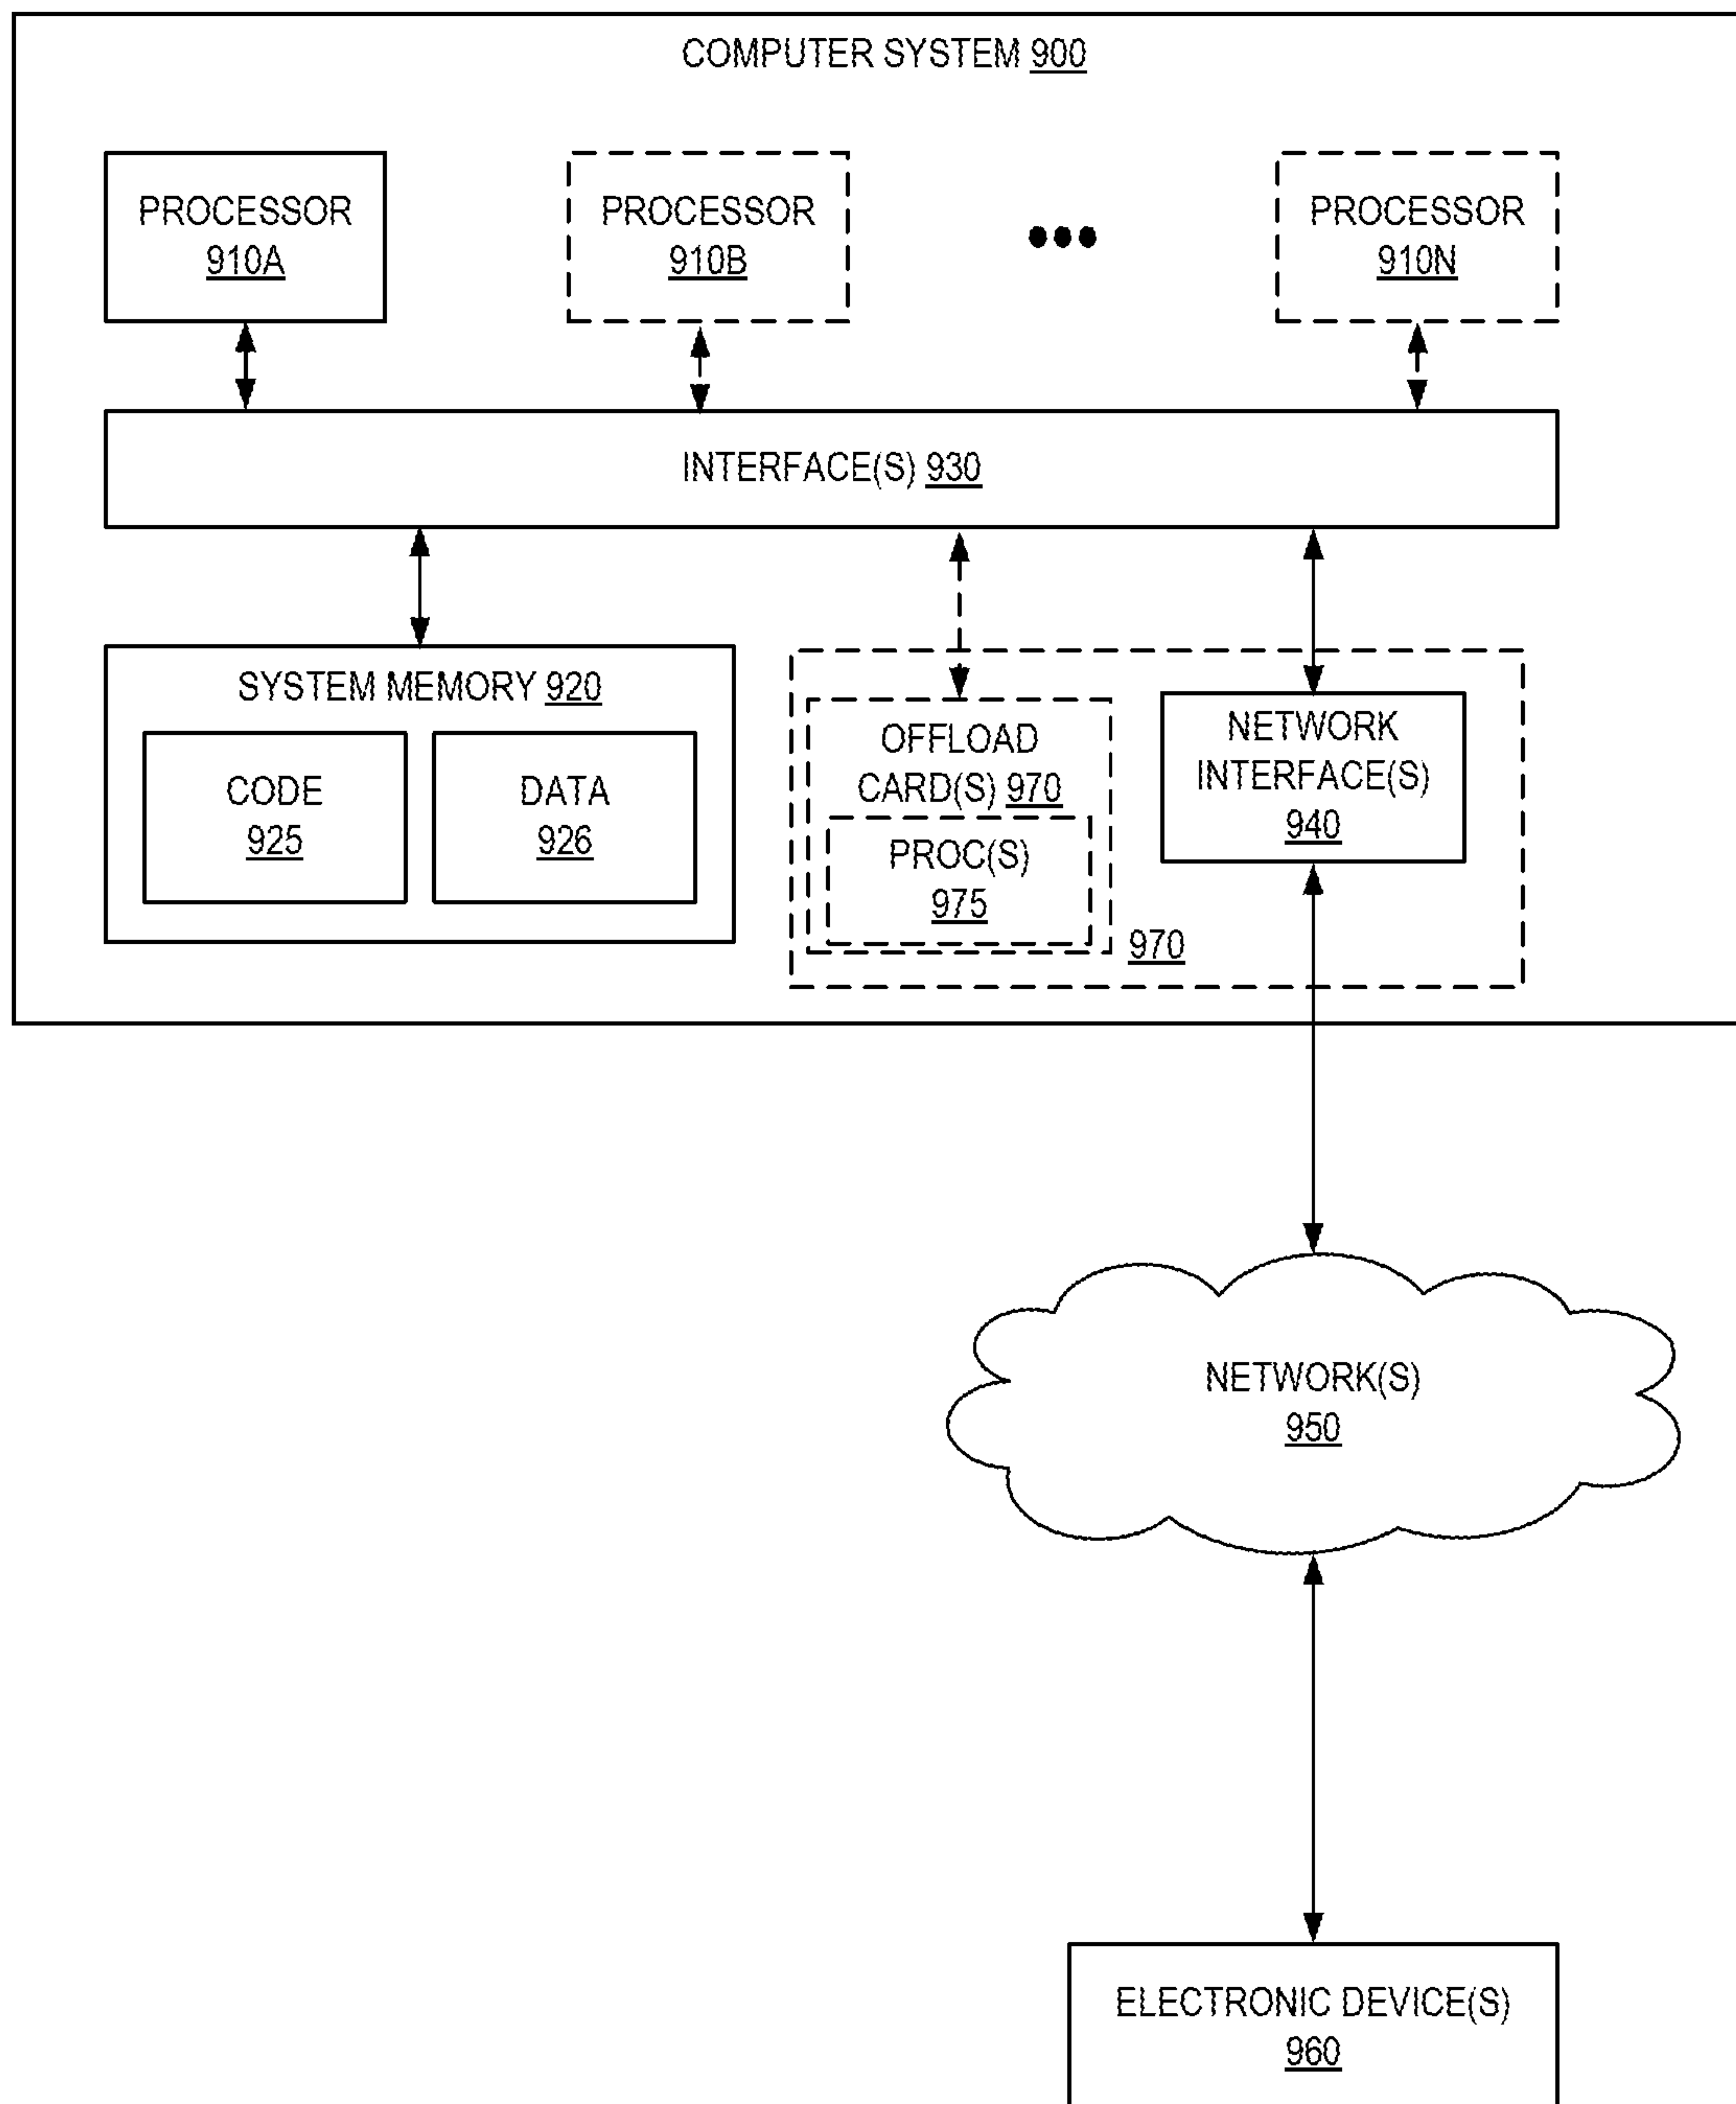 COMPUTER SYSTEM 900
PROCESSOR
910A
PROCESSOR
910B
PROCESSOR
910N
INTERFACE(S) 930
SYSTEM MEMORY 920
CODE
925
DATA
926
OFFLOAD
CARD(S) 970
PROC(S)
975
970
NETWORK
INTERFACE(S)
940
NETWORK(S)
950
ELECTRONIC DEVICE(S)
960